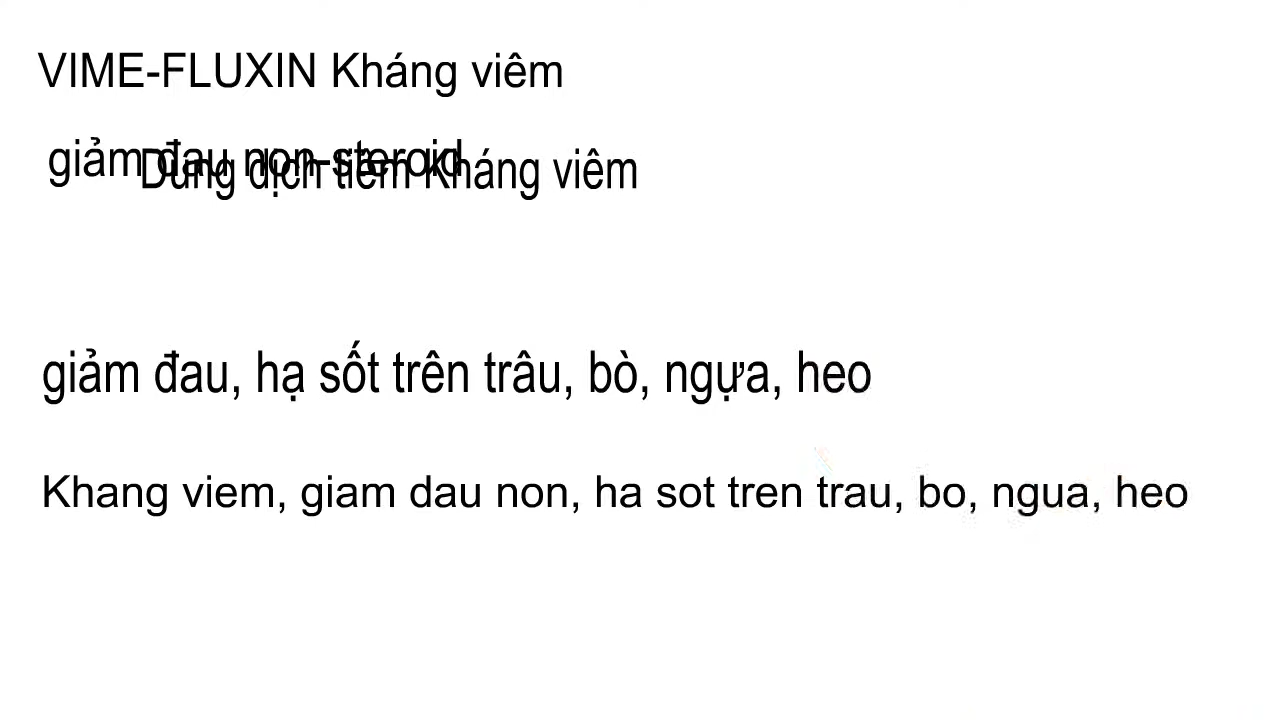 VIME-FLUXIN Kháng viêm
giảm đau non-steroid
Dung dịch tiêm Kháng viêm
giảm đau, hạ sốt trên trâu, bò, ngựa, heo
Khang viem, giam dau non, ha sot tren trau, bo, ngua, heo